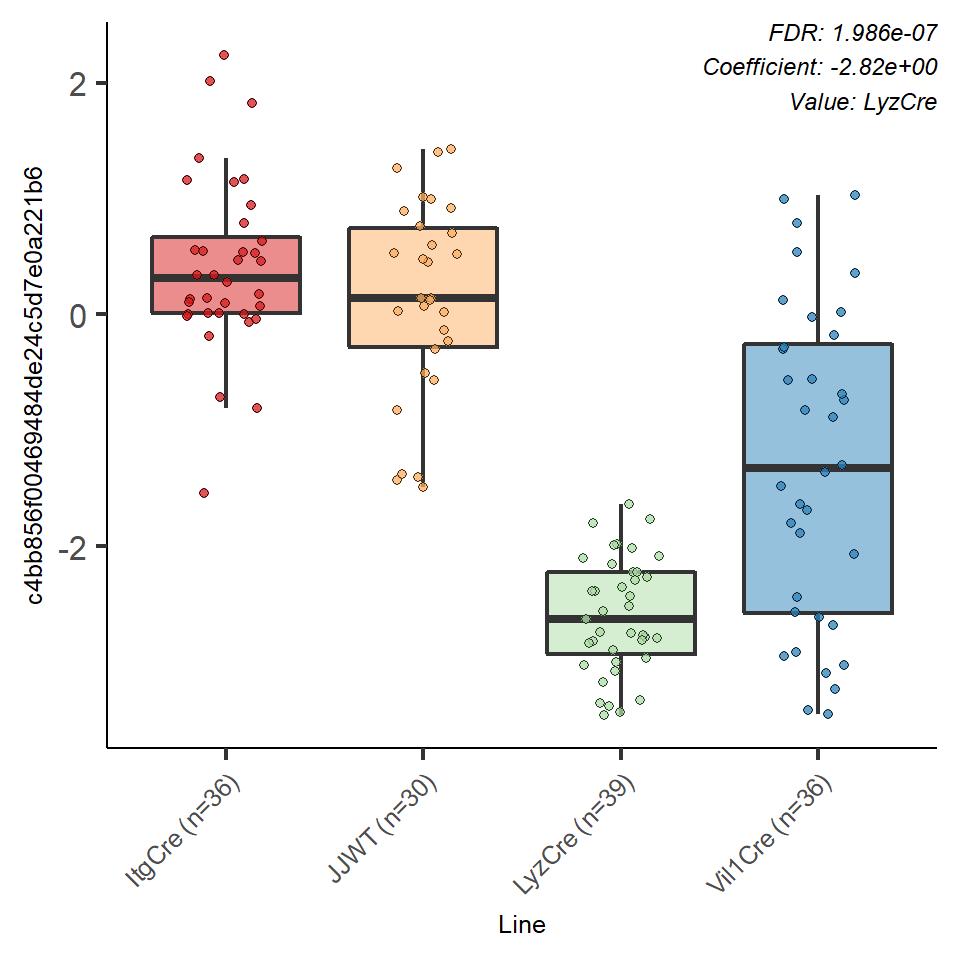 FDR: 1.986e-07
Coefficient: -2.82e+00
Value: LyzCre
c4bb856f00469484de24c5d7e0a221b6
2
0
-2
ItgCre (n=36)
JJWT (n=30)
LyzCre (n=39)
Vil1Cre (n=36)
Line